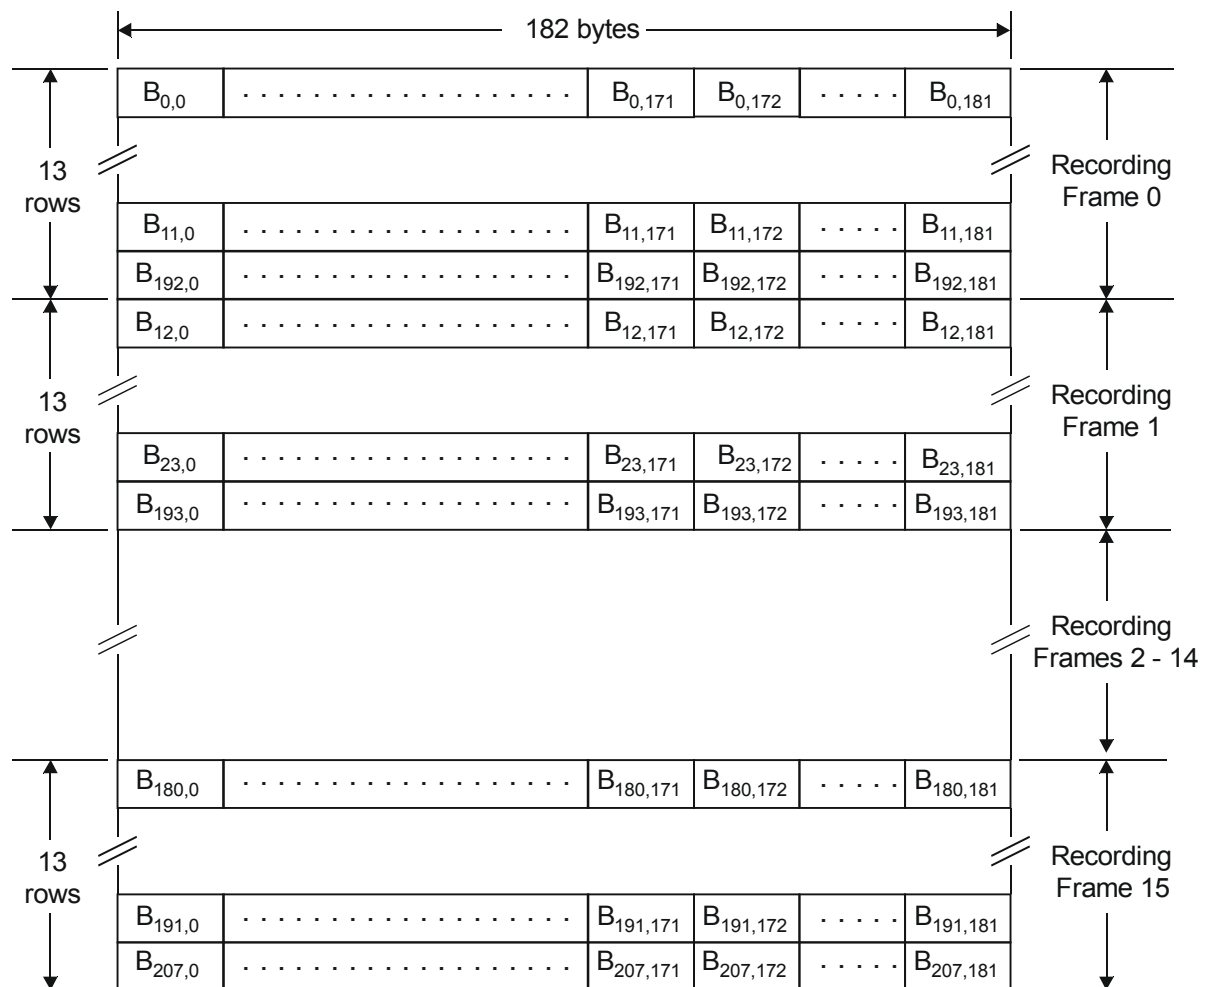 182 bytes
B0,0 . . . . . . . . . . . . . . . . . . . . B0,171 B0,172 . . . . . B0,181
13 rows
Recording Frame 0
B11,0 . . . . . . . . . . . . . . . . . . . B11,171 B11,172 . . . . . B11,181
B192,0 . . . . . . . . . . . . . . . . . . . B192,171 B192,172 . . . . . B192,181
B12,0 . . . . . . . . . . . . . . . . . . . B12,171 B12,172 . . . . . B12,181
13 rows
Recording Frame 1
B23,0 . . . . . . . . . . . . . . . . . . . B23,171 B23,172 . . . . . B23,181
B193,0 . . . . . . . . . . . . . . . . . . . B193,171 B193,172 . . . . . B193,181
Recording Frames 2 - 14
B180,0 . . . . . . . . . . . . . . . . . . . B180,171 B180,172 . . . . . B180,181
13 rows
Recording Frame 15
B191,0 . . . . . . . . . . . . . . . . . . . B191,171 B191,172 . . . . . B191,181
B207,0 . . . . . . . . . . . . . . . . . . . B207,171 B207,172 . . . . . B207,181